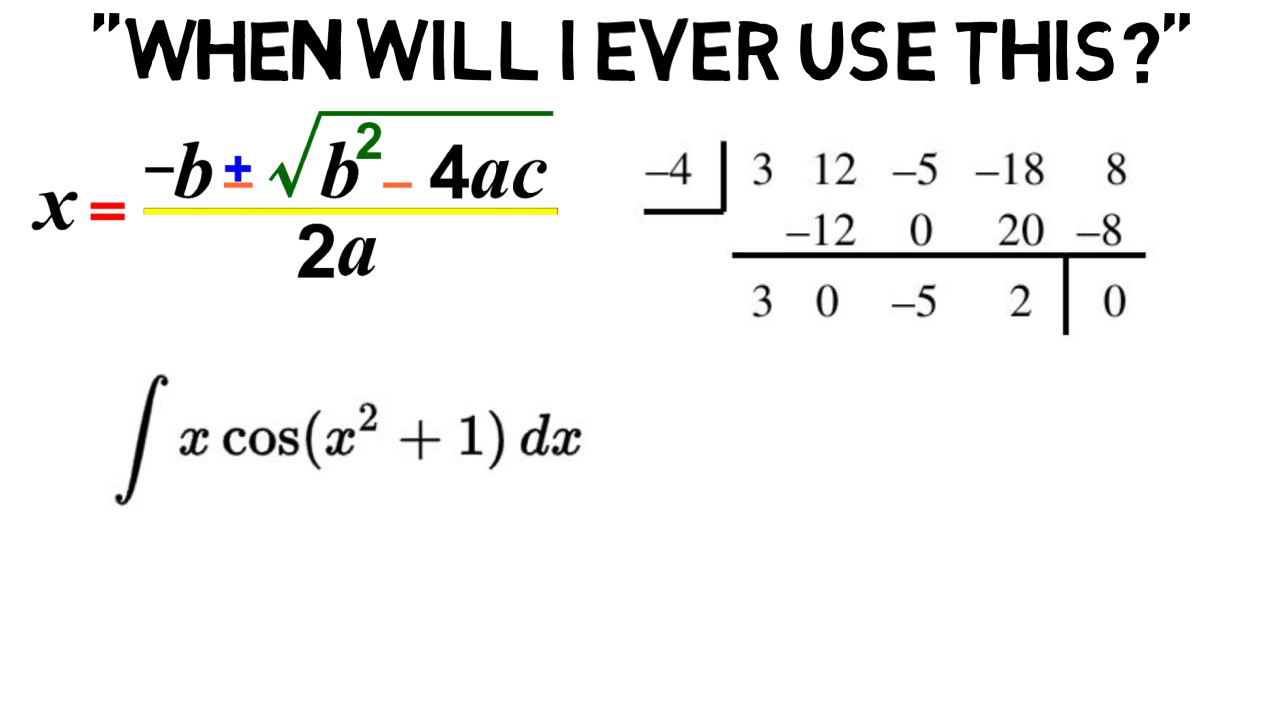 "WHEN WILL I EVER USE THIS?"
x = (−b ± √(b² − 4ac)) / 2a
−4 | 3 12 −5 −18 8
−12 0 20 −8
3 0 −5 2 | 0
∫ x cos(x² + 1) dx